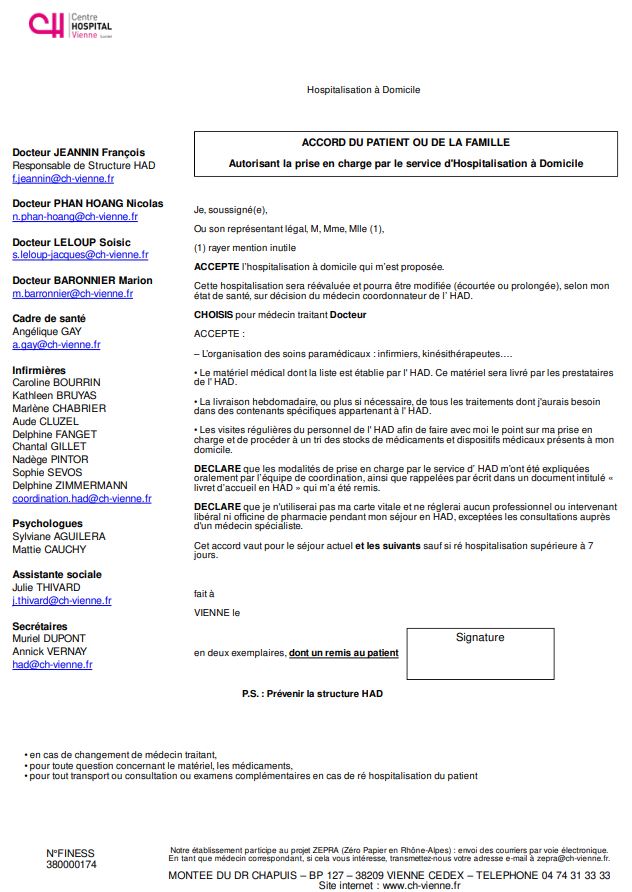 Centre
HOSPITAL
Vienne
Hospitalisation à Domicile
Docteur JEANNIN François
Responsable de Structure HAD
f.jeannin@ch-vienne.fr
Docteur PHAN HOANG Nicolas
n.phan-hoang@ch-vienne.fr
Docteur LELOUP Soisic
s.leloup-jacques@ch-vienne.fr
Docteur BARONNIER Marion
m.barronnier@ch-vienne.fr
Cadre de santé
Angélique GAY
a.gay@ch-vienne.fr
Infirmières
Caroline BOURRIN
Kathleen BRUYAS
Marlène CHABRIER
Aude CLUZEL
Delphine FANGET
Chantal GILLET
Nadège PINTOR
Sophie SEVOS
Delphine ZIMMERMANN
coordination.had@ch-vienne.fr
Psychologues
Sylviane AGUILERA
Mattie CAUCHY
Assistante sociale
Julie THIVARD
j.thivard@ch-vienne.fr
Secrétaires
Muriel DUPONT
Annick VERNAY
had@ch-vienne.fr
ACCORD DU PATIENT OU DE LA FAMILLE
Autorisant la prise en charge par le service d'Hospitalisation à Domicile
Je, soussigné(e),
Ou son représentant légal, M, Mme, Mlle (1),
(1) rayer mention inutile
ACCEPTE l'hospitalisation à domicile qui m'est proposée.
Cette hospitalisation sera réévaluée et pourra être modifiée (écourtée ou prolongée), selon mon
état de santé, sur décision du médecin coordonnateur de l' HAD.
CHOISIS pour médecin traitant Docteur
ACCEPTE :
– L'organisation des soins paramédicaux : infirmiers, kinésithérapeutes….
• Le matériel médical dont la liste est établie par l' HAD. Ce matériel sera livré par les prestataires
de l' HAD.
• La livraison hebdomadaire, ou plus si nécessaire, de tous les traitements dont j'aurais besoin
dans des contenants spécifiques appartenant à l' HAD.
• Les visites régulières du personnel de l' HAD afin de faire avec moi le point sur ma prise en
charge et de procéder à un tri des stocks de médicaments et dispositifs médicaux présents à mon
domicile.
DECLARE que les modalités de prise en charge par le service d' HAD m'ont été expliquées
oralement par l'équipe de coordination, ainsi que rappelées par écrit dans un document intitulé «
livret d'accueil en HAD » qui m'a été remis.
DECLARE que je n'utiliserai pas ma carte vitale et ne réglerai aucun professionnel ou intervenant
libéral ni officine de pharmacie pendant mon séjour en HAD, exceptées les consultations auprès
d'un médecin spécialiste.
Cet accord vaut pour le séjour actuel et les suivants sauf si ré hospitalisation supérieure à 7
jours.
fait à
VIENNE le
en deux exemplaires, dont un remis au patient
Signature
P.S. : Prévenir la structure HAD
• en cas de changement de médecin traitant,
• pour toute question concernant le matériel, les médicaments,
• pour tout transport ou consultation ou examens complémentaires en cas de ré hospitalisation du patient
N°FINESS
380000174
Notre établissement participe au projet ZEPRA (Zéro Papier en Rhône-Alpes) : envoi des courriers par voie électronique.
En tant que médecin correspondant, si cela vous intéresse, transmettez-nous votre adresse e-mail à zepra@ch-vienne.fr.
MONTEE DU DR CHAPUIS – BP 127 – 38209 VIENNE CEDEX – TELEPHONE 04 74 31 33 33
Site internet : www.ch-vienne.fr